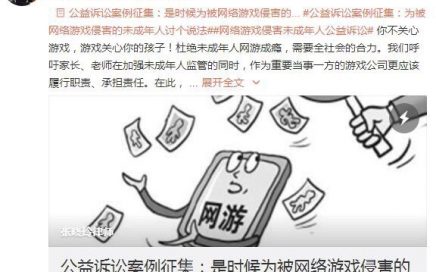 公益诉讼案例征集：是时候为被网络游戏侵害的... #公益诉讼案例征集：为被
网络游戏侵害的未成年人讨个说法##网络游戏侵害未成年人公益诉讼# 你不关心
游戏，游戏关心你的孩子！杜绝未成年人网游成瘾，需要全社会的合力。我们呼
吁家长、老师在加强未成年人监管的同时，作为重要当事一方的游戏公司更应该
履行职责、承担责任。在此， ... 展开全文
网游
公益诉讼案例征集：是时候为被网络游戏侵害的